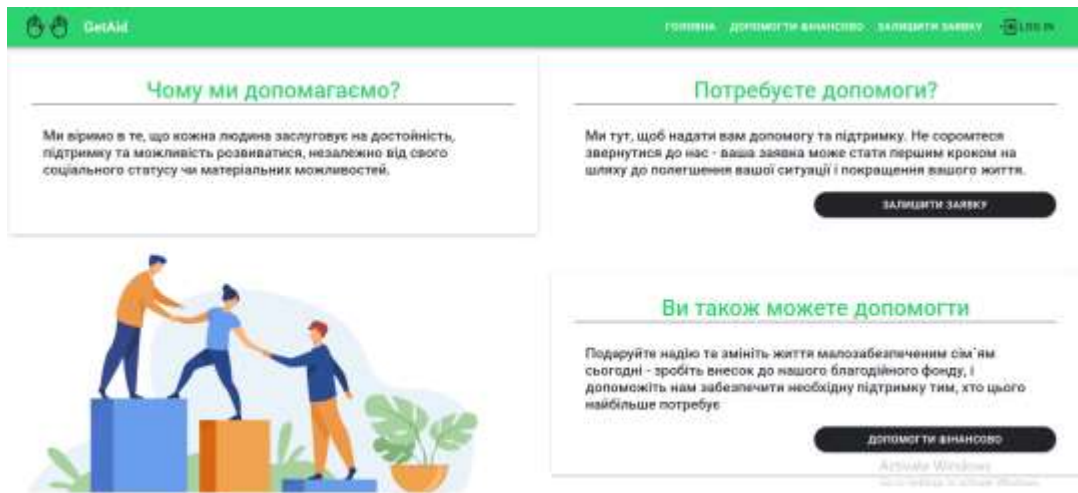 GetAid
ГОЛОВНА ДОПОМОГТИ ФІНАНСОВО ЗАЛИШИТИ ЗАЯВКУ LOG IN
Чому ми допомагаємо?
Ми віримо в те, що кожна людина заслуговує на достойність,
підтримку та можливість розвиватися, незалежно від свого
соціального статусу чи матеріальних можливостей.
Потребуєте допомоги?
Ми тут, щоб надати вам допомогу та підтримку. Не соромтеся
звернутися до нас - ваша заявка може стати першим кроком на
шляху до полегшення вашої ситуації і покращення вашого життя.
ЗАЛИШИТИ ЗАЯВКУ
Ви також можете допомогти
Подаруйте надію та змініть життя малозабезпеченим сім`ям
сьогодні - зробіть внесок до нашого благодійного фонду, і
допоможіть нам забезпечити необхідну підтримку тим, хто цього
найбільше потребує
ДОПОМОГТИ ФІНАНСОВО
Activate Windows